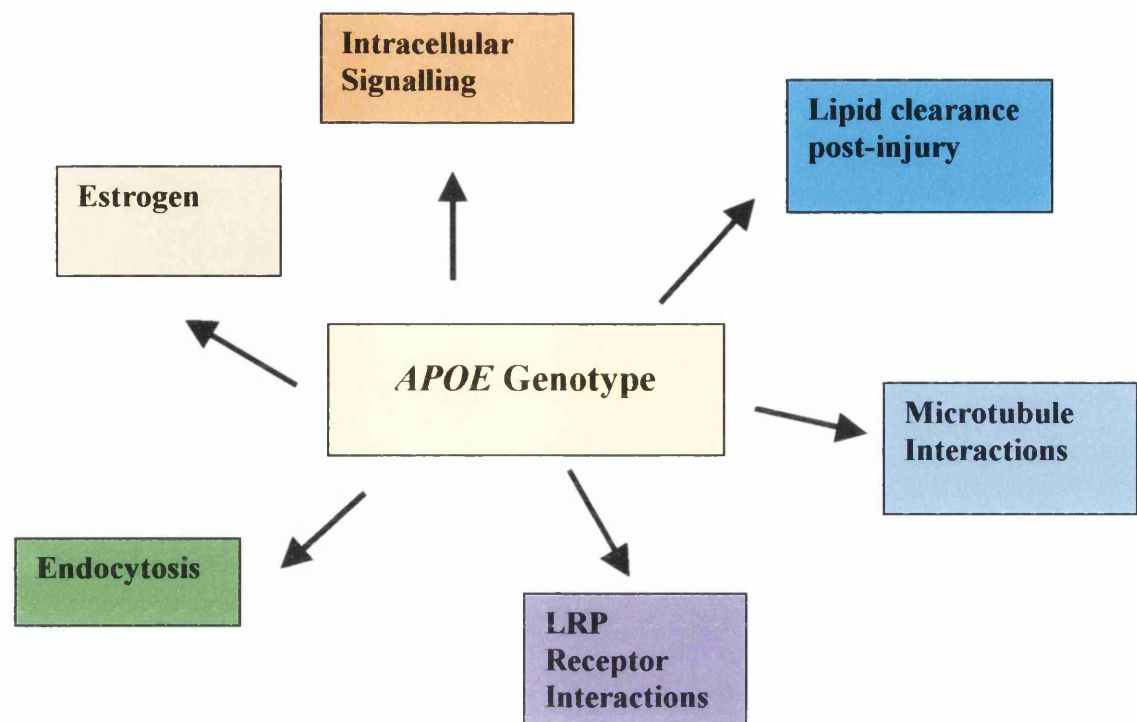 Intracellular
Signalling
Lipid clearance
post-injury
Estrogen
APOE Genotype
Microtubule
Interactions
Endocytosis
LRP
Receptor
Interactions